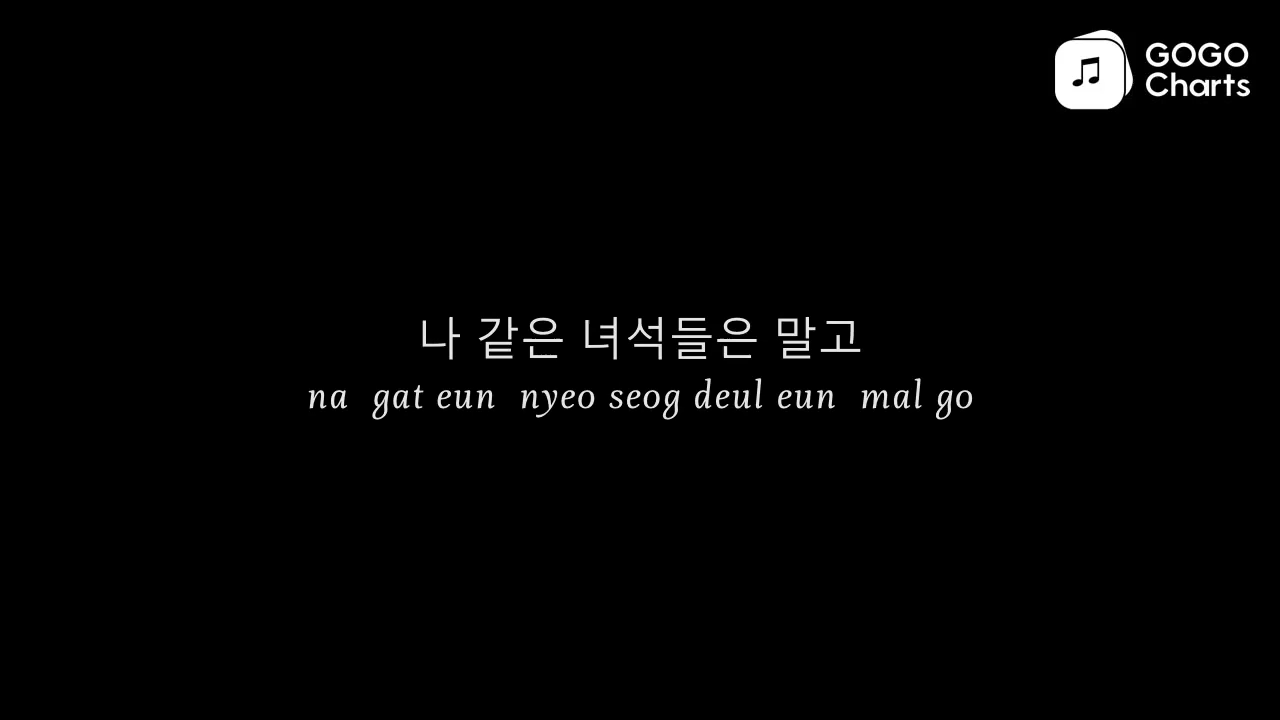 GOGO
Charts
나 같은 녀석들은 말고
na gat eun nyeo seog deul eun mal go